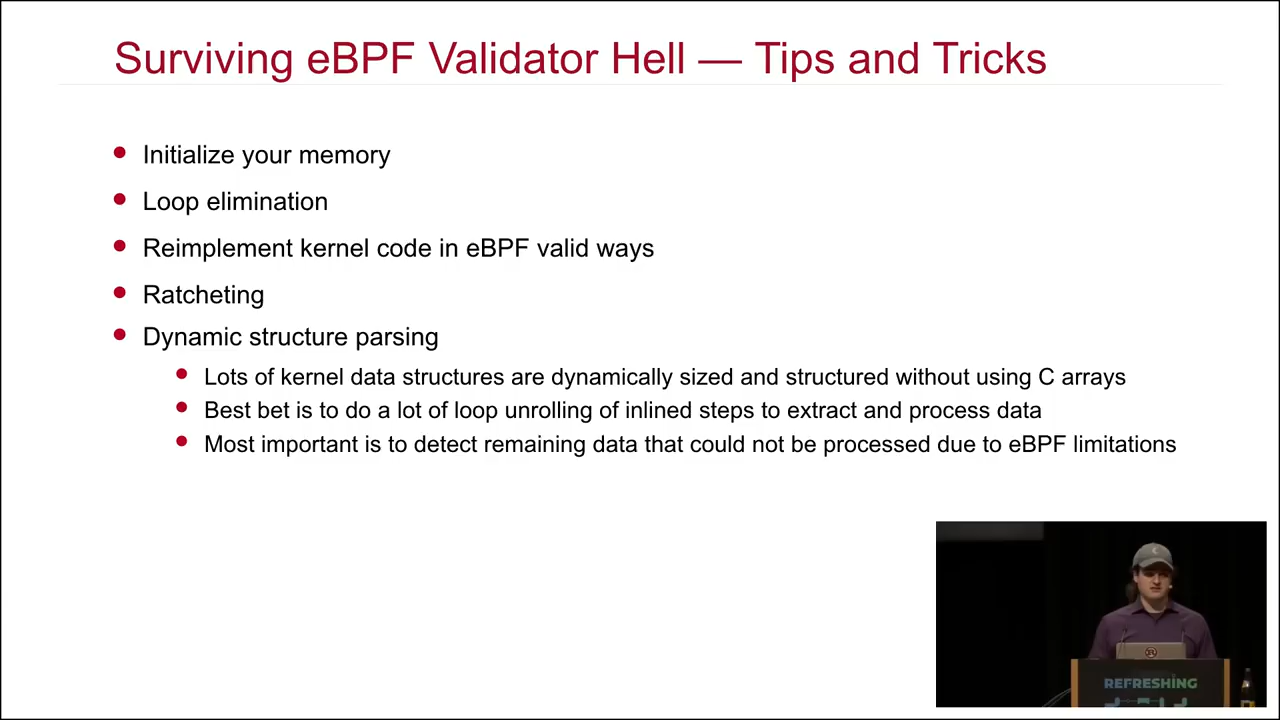 Surviving eBPF Validator Hell — Tips and Tricks
Initialize your memory
Loop elimination
Reimplement kernel code in eBPF valid ways
Ratcheting
Dynamic structure parsing
Lots of kernel data structures are dynamically sized and structured without using C arrays
Best bet is to do a lot of loop unrolling of inlined steps to extract and process data
Most important is to detect remaining data that could not be processed due to eBPF limitations
REFRESHING